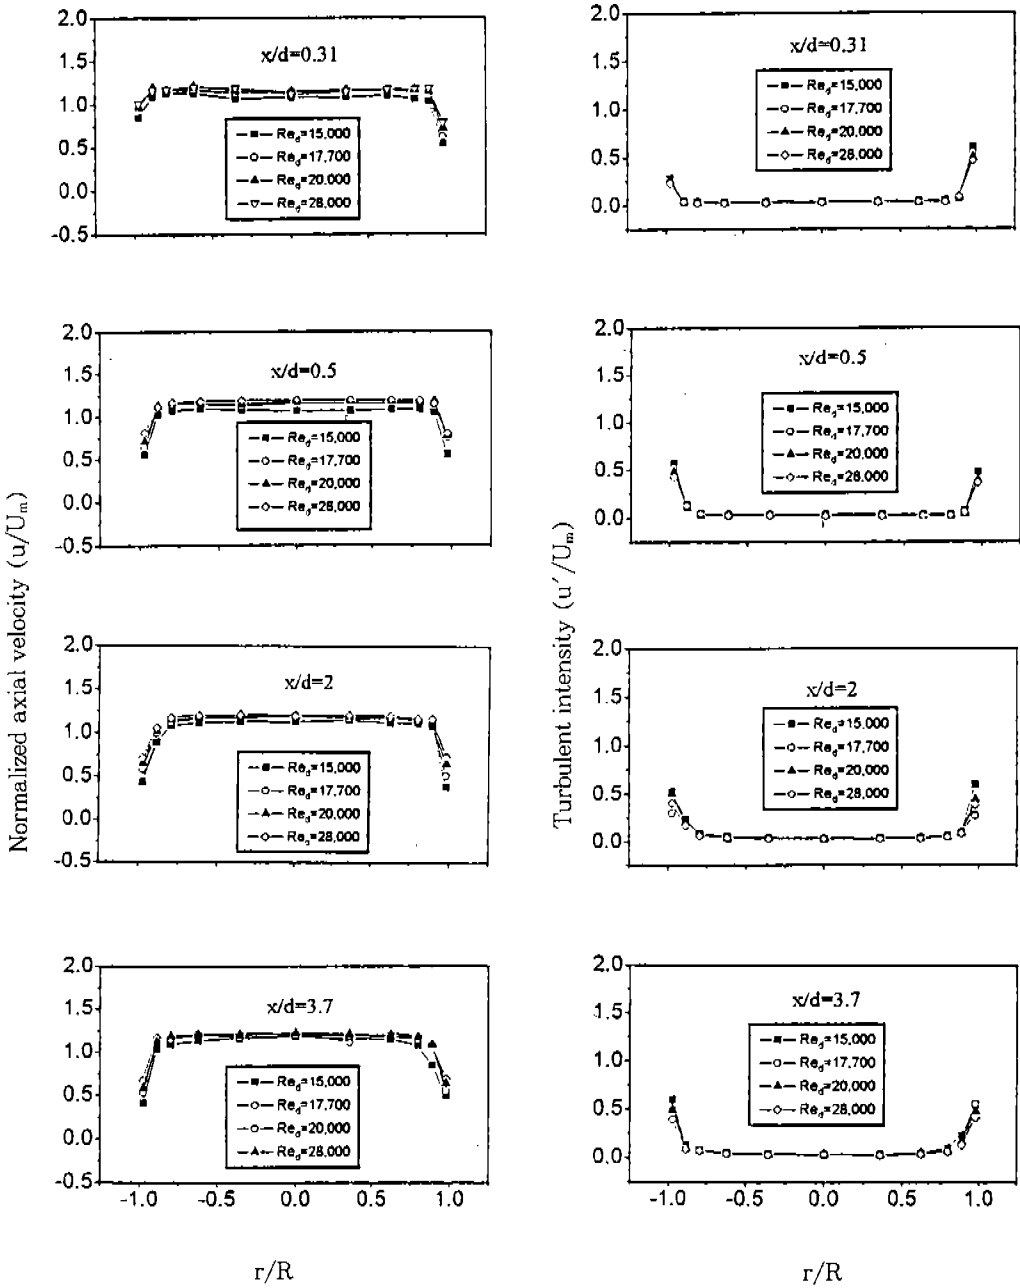 Normalized axial velocity (u/Uₘ)
2.0
1.5
1.0
0.5
0.0
-0.5
x/d=0.31
Re_d=15,000
Re_d=17,700
Re_d=20,000
Re_d=28,000
2.0
1.5
1.0
0.5
0.0
-0.5
x/d=0.5
Re_d=15,000
Re_d=17,700
Re_d=20,000
Re_d=28,000
2.0
1.5
1.0
0.5
0.0
-0.5
x/d=2
Re_d=15,000
Re_d=17,700
Re_d=20,000
Re_d=28,000
2.0
1.5
1.0
0.5
0.0
-0.5
x/d=3.7
Re_d=15,000
Re_d=17,700
Re_d=20,000
Re_d=28,000
-1.0 -0.5 0.0 0.5 1.0
r/R
Turbulent intensity (u′/Uₘ)
2.0
1.5
1.0
0.5
0.0
x/d=0.31
Re_d=15,000
Re_d=17,700
Re_d=20,000
Re_d=28,000
2.0
1.5
1.0
0.5
0.0
x/d=0.5
Re_d=15,000
Re_d=17,700
Re_d=20,000
Re_d=28,000
2.0
1.5
1.0
0.5
0.0
x/d=2
Re_d=15,000
Re_d=17,700
Re_d=20,000
Re_d=28,000
2.0
1.5
1.0
0.5
0.0
x/d=3.7
Re_d=15,000
Re_d=17,700
Re_d=20,000
Re_d=28,000
-1.0 -0.5 0.0 0.5 1.0
r/R